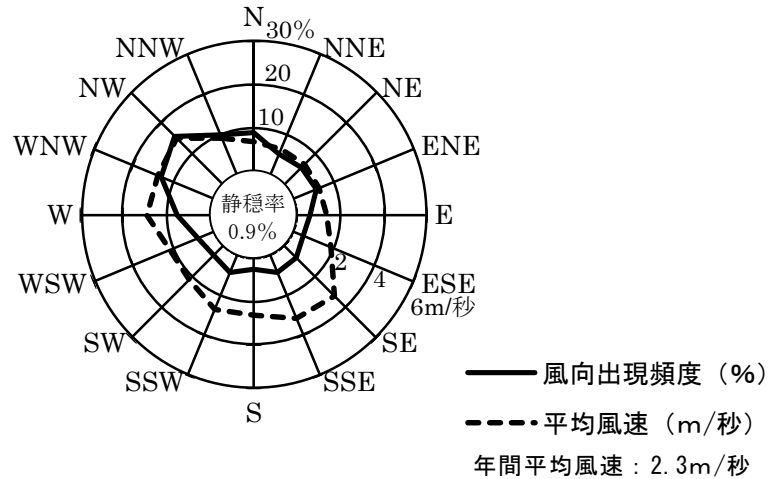 N
30%
NNW
NNE
NW
20
NE
10
WNW
ENE
静穏率
0.9%
W
E
2
4
WSW
ESE
6m/秒
SW
SE
SSW
SSE
S
風向出現頻度（%）
平均風速（m/秒）
年間平均風速：2.3m/秒